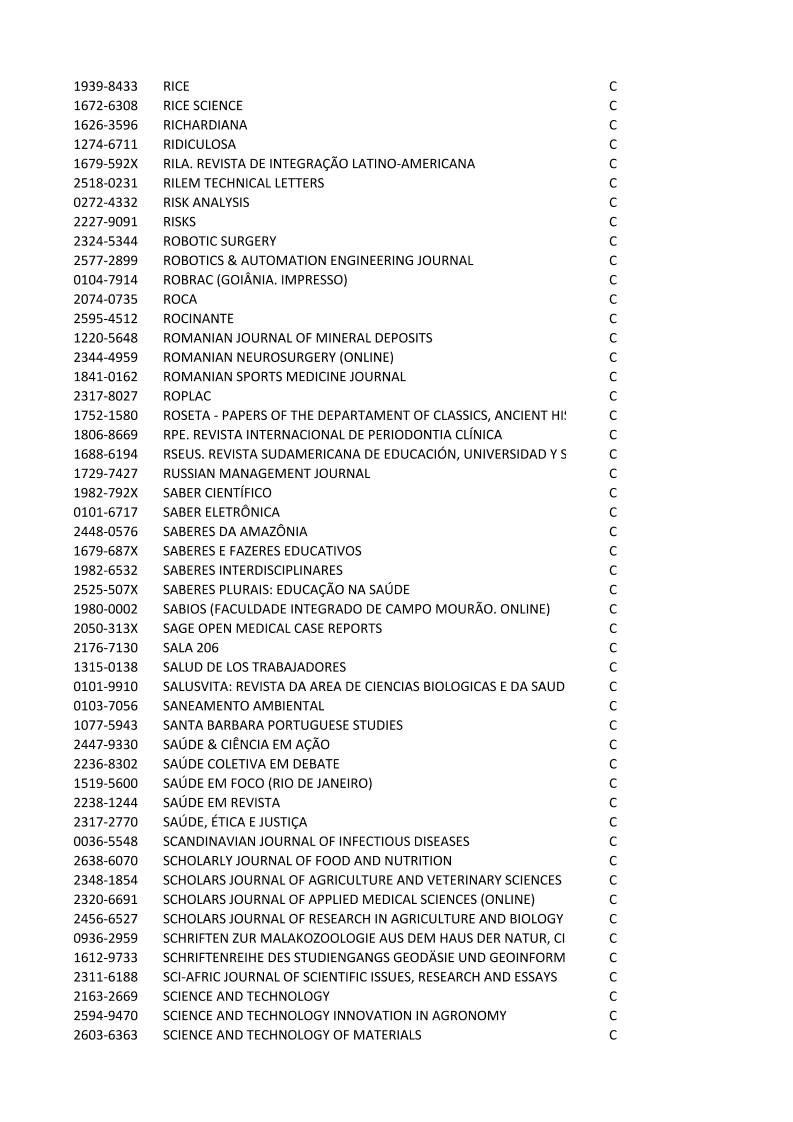 1939-8433 RICE C
1672-6308 RICE SCIENCE C
1626-3596 RICHARDIANA C
1274-6711 RIDICULOSA C
1679-592X RILA. REVISTA DE INTEGRAÇÃO LATINO-AMERICANA C
2518-0231 RILEM TECHNICAL LETTERS C
0272-4332 RISK ANALYSIS C
2227-9091 RISKS C
2324-5344 ROBOTIC SURGERY C
2577-2899 ROBOTICS & AUTOMATION ENGINEERING JOURNAL C
0104-7914 ROBRAC (GOIÂNIA. IMPRESSO) C
2074-0735 ROCA C
2595-4512 ROCINANTE C
1220-5648 ROMANIAN JOURNAL OF MINERAL DEPOSITS C
2344-4959 ROMANIAN NEUROSURGERY (ONLINE) C
1841-0162 ROMANIAN SPORTS MEDICINE JOURNAL C
2317-8027 ROPLAC C
1752-1580 ROSETA - PAPERS OF THE DEPARTAMENT OF CLASSICS, ANCIENT HIS C
1806-8669 RPE. REVISTA INTERNACIONAL DE PERIODONTIA CLÍNICA C
1688-6194 RSEUS. REVISTA SUDAMERICANA DE EDUCACIÓN, UNIVERSIDAD Y S C
1729-7427 RUSSIAN MANAGEMENT JOURNAL C
1982-792X SABER CIENTÍFICO C
0101-6717 SABER ELETRÔNICA C
2448-0576 SABERES DA AMAZÔNIA C
1679-687X SABERES E FAZERES EDUCATIVOS C
1982-6532 SABERES INTERDISCIPLINARES C
2525-507X SABERES PLURAIS: EDUCAÇÃO NA SAÚDE C
1980-0002 SABIOS (FACULDADE INTEGRADO DE CAMPO MOURÃO. ONLINE) C
2050-313X SAGE OPEN MEDICAL CASE REPORTS C
2176-7130 SALA 206 C
1315-0138 SALUD DE LOS TRABAJADORES C
0101-9910 SALUSVITA: REVISTA DA AREA DE CIENCIAS BIOLOGICAS E DA SAUD C
0103-7056 SANEAMENTO AMBIENTAL C
1077-5943 SANTA BARBARA PORTUGUESE STUDIES C
2447-9330 SAÚDE & CIÊNCIA EM AÇÃO C
2236-8302 SAÚDE COLETIVA EM DEBATE C
1519-5600 SAÚDE EM FOCO (RIO DE JANEIRO) C
2238-1244 SAÚDE EM REVISTA C
2317-2770 SAÚDE, ÉTICA E JUSTIÇA C
0036-5548 SCANDINAVIAN JOURNAL OF INFECTIOUS DISEASES C
2638-6070 SCHOLARLY JOURNAL OF FOOD AND NUTRITION C
2348-1854 SCHOLARS JOURNAL OF AGRICULTURE AND VETERINARY SCIENCES C
2320-6691 SCHOLARS JOURNAL OF APPLIED MEDICAL SCIENCES (ONLINE) C
2456-6527 SCHOLARS JOURNAL OF RESEARCH IN AGRICULTURE AND BIOLOGY C
0936-2959 SCHRIFTEN ZUR MALAKOZOOLOGIE AUS DEM HAUS DER NATUR, CI C
1612-9733 SCHRIFTENREIHE DES STUDIENGANGS GEODÄSIE UND GEOINFORM C
2311-6188 SCI-AFRIC JOURNAL OF SCIENTIFIC ISSUES, RESEARCH AND ESSAYS C
2163-2669 SCIENCE AND TECHNOLOGY C
2594-9470 SCIENCE AND TECHNOLOGY INNOVATION IN AGRONOMY C
2603-6363 SCIENCE AND TECHNOLOGY OF MATERIALS C